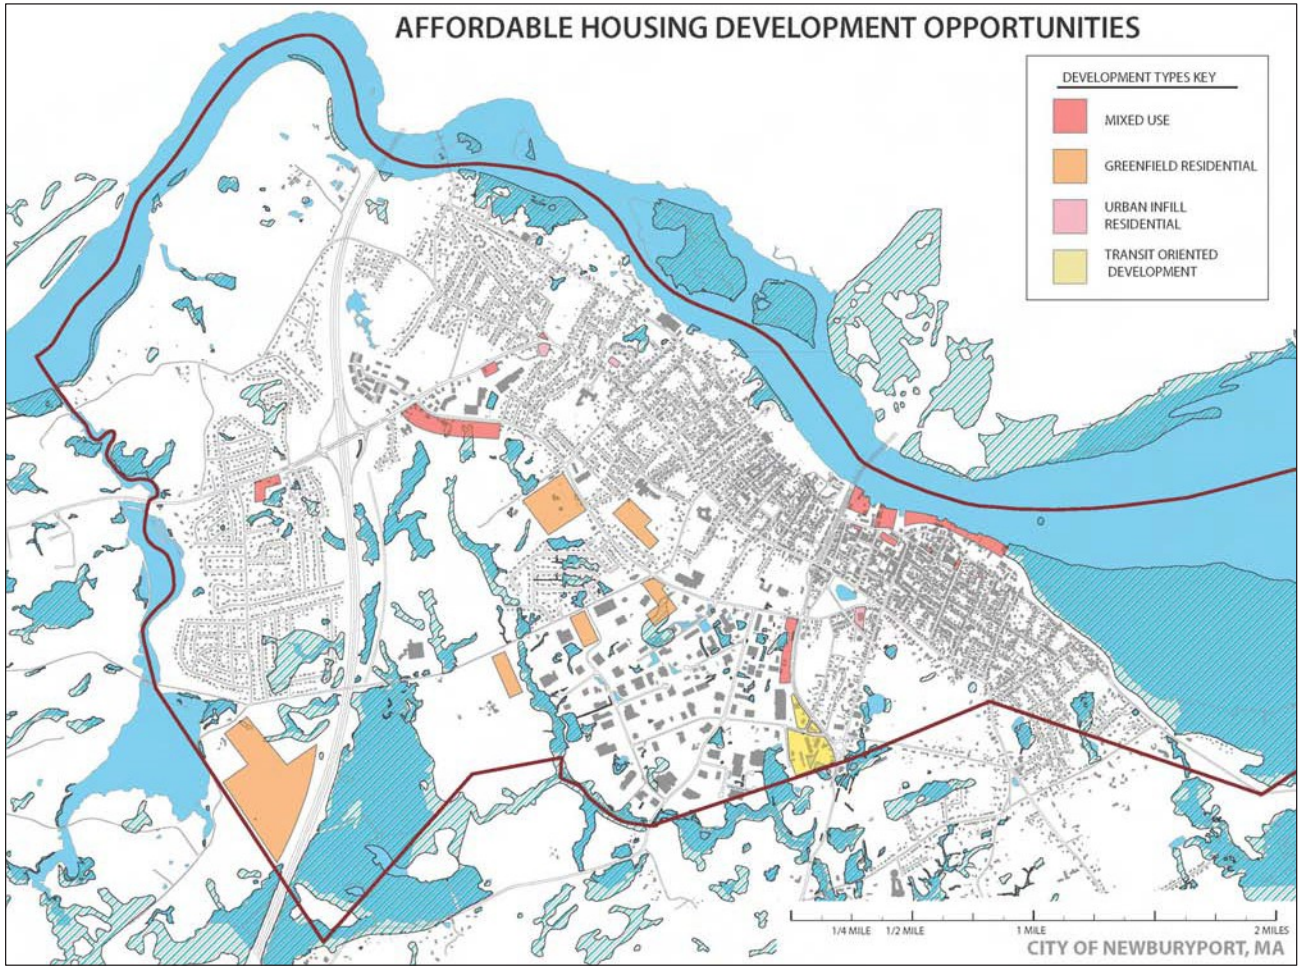 AFFORDABLE HOUSING DEVELOPMENT OPPORTUNITIES
DEVELOPMENT TYPES KEY
MIXED USE
GREENFIELD RESIDENTIAL
URBAN INFILL
RESIDENTIAL
TRANSIT ORIENTED
DEVELOPMENT
1/4 MILE 1/2 MILE 1 MILE 2 MILES
CITY OF NEWBURYPORT, MA